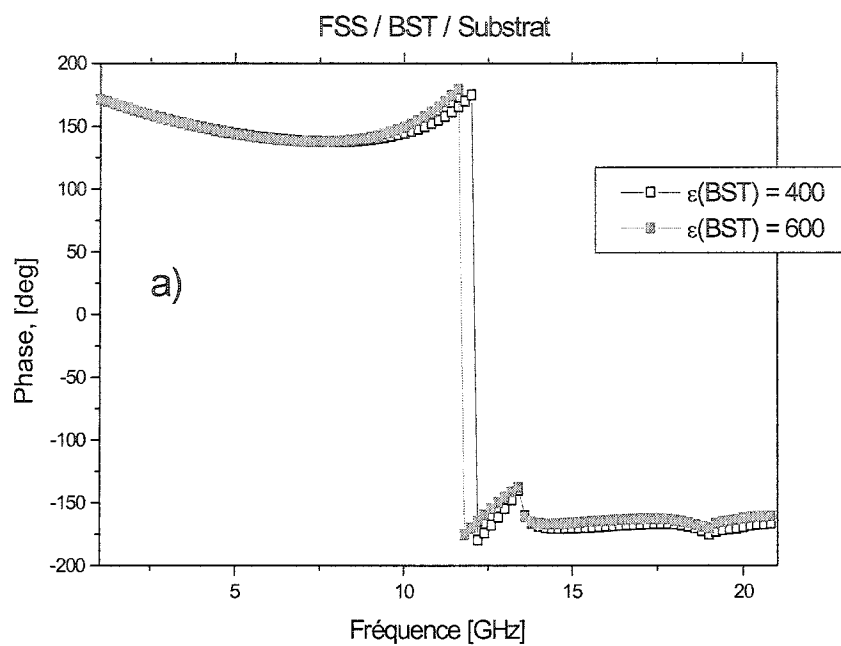 FSS / BST / Substrat
200
150
100
50
0
-50
-100
-150
-200
Phase, [deg]
a)
ε(BST) = 400
ε(BST) = 600
5
10
15
20
Fréquence [GHz]